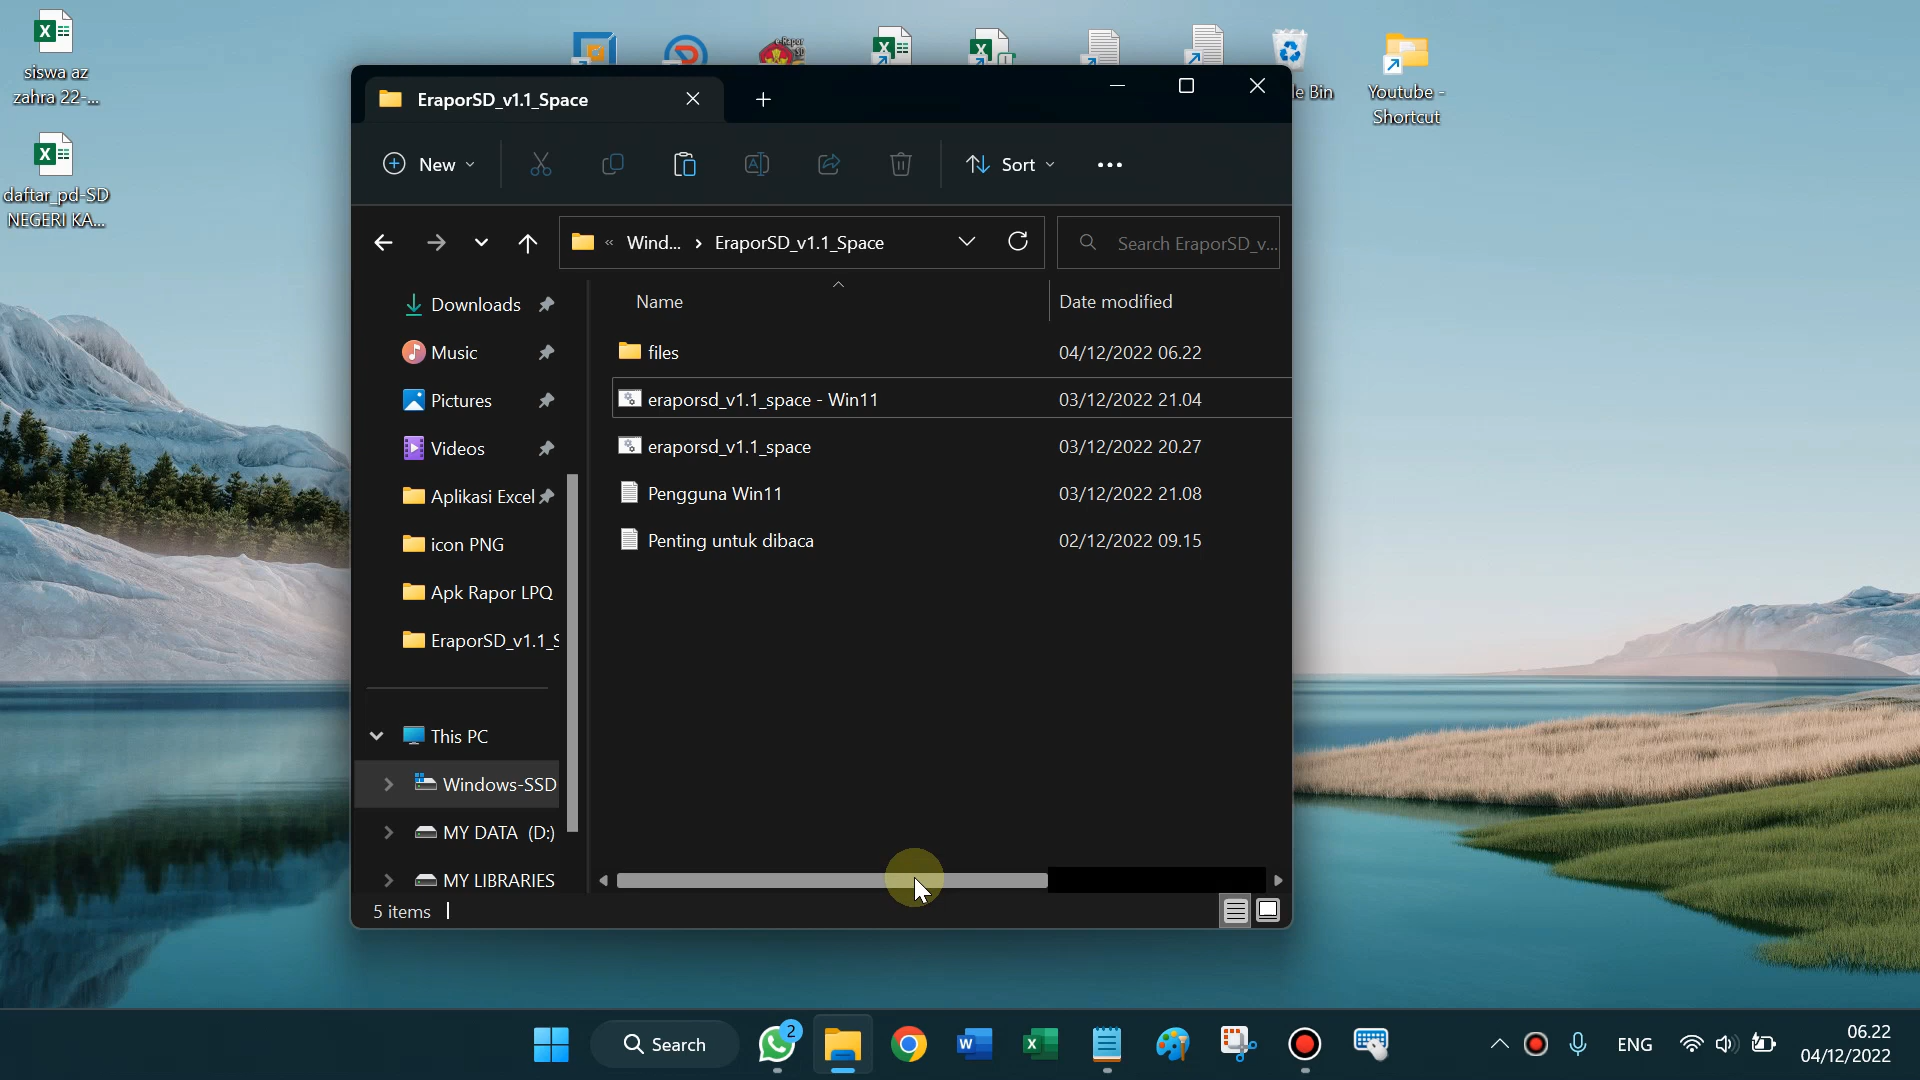 siswa az
zahra 22-...
daftar_pd-SD
NEGERI KA...
e-Rapor
SD
le Bin
Youtube -
Shortcut
EraporSD_v1.1_Space
New
Sort
« Wind... › EraporSD_v1.1_Space
Search EraporSD_v...
Downloads
Music
Pictures
Videos
Aplikasi Excel
icon PNG
Apk Rapor LPQ
EraporSD_v1.1_S
This PC
Windows-SSD
MY DATA (D:)
MY LIBRARIES
Name
Date modified
files
04/12/2022 06.22
eraporsd_v1.1_space - Win11
03/12/2022 21.04
eraporsd_v1.1_space
03/12/2022 20.27
Pengguna Win11
03/12/2022 21.08
Penting untuk dibaca
02/12/2022 09.15
5 items
Search
2
ENG
06.22
04/12/2022